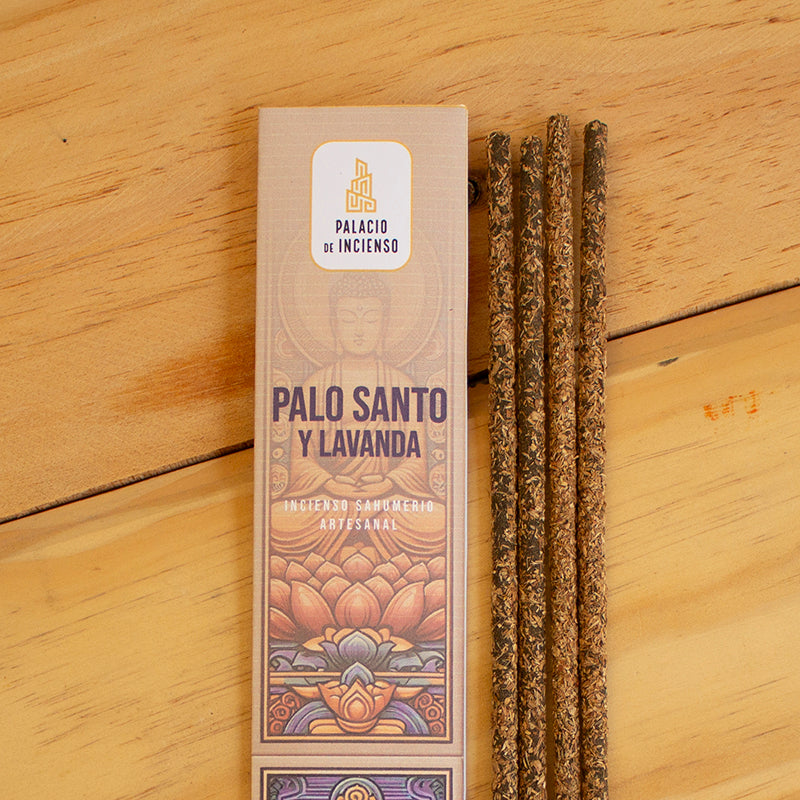 PALACIO
DE INCIENSO
PALO SANTO
Y LAVANDA
INCIENSO SAHUMERIO
ARTESANAL